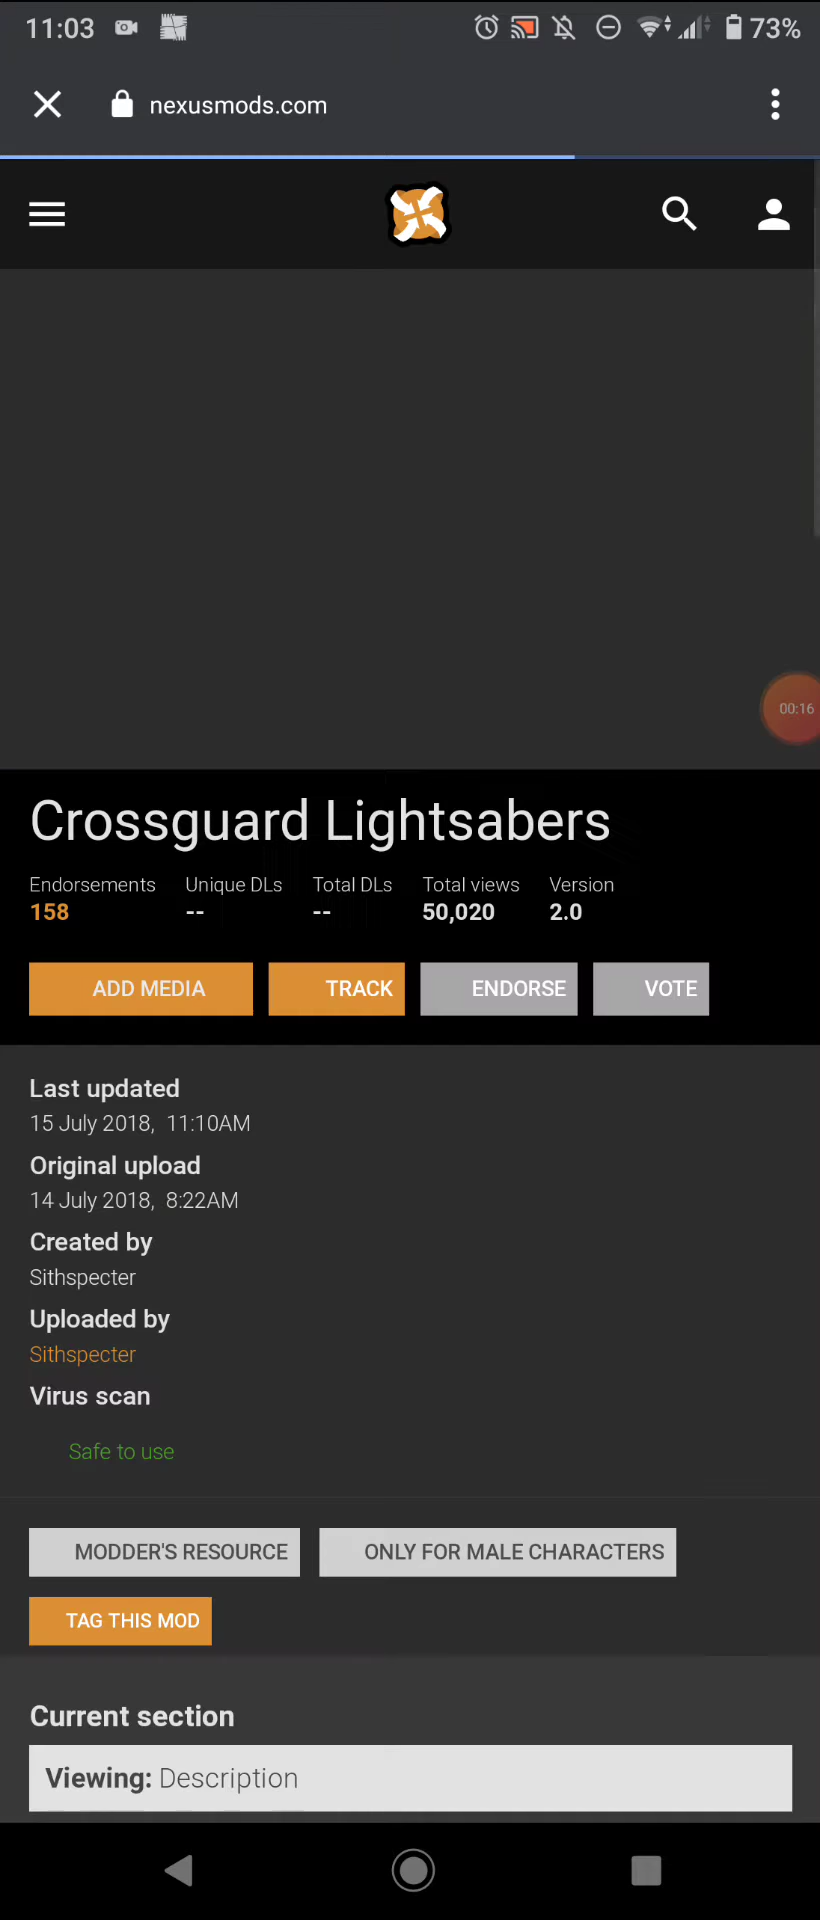 11:03
73%
nexusmods.com
00:16
Crossguard Lightsabers
Endorsements Unique DLs Total DLs Total views Version
158 -- -- 50,020 2.0
ADD MEDIA TRACK ENDORSE VOTE
Last updated
15 July 2018, 11:10AM
Original upload
14 July 2018, 8:22AM
Created by
Sithspecter
Uploaded by
Sithspecter
Virus scan
Safe to use
MODDER'S RESOURCE ONLY FOR MALE CHARACTERS
TAG THIS MOD
Current section
Viewing: Description